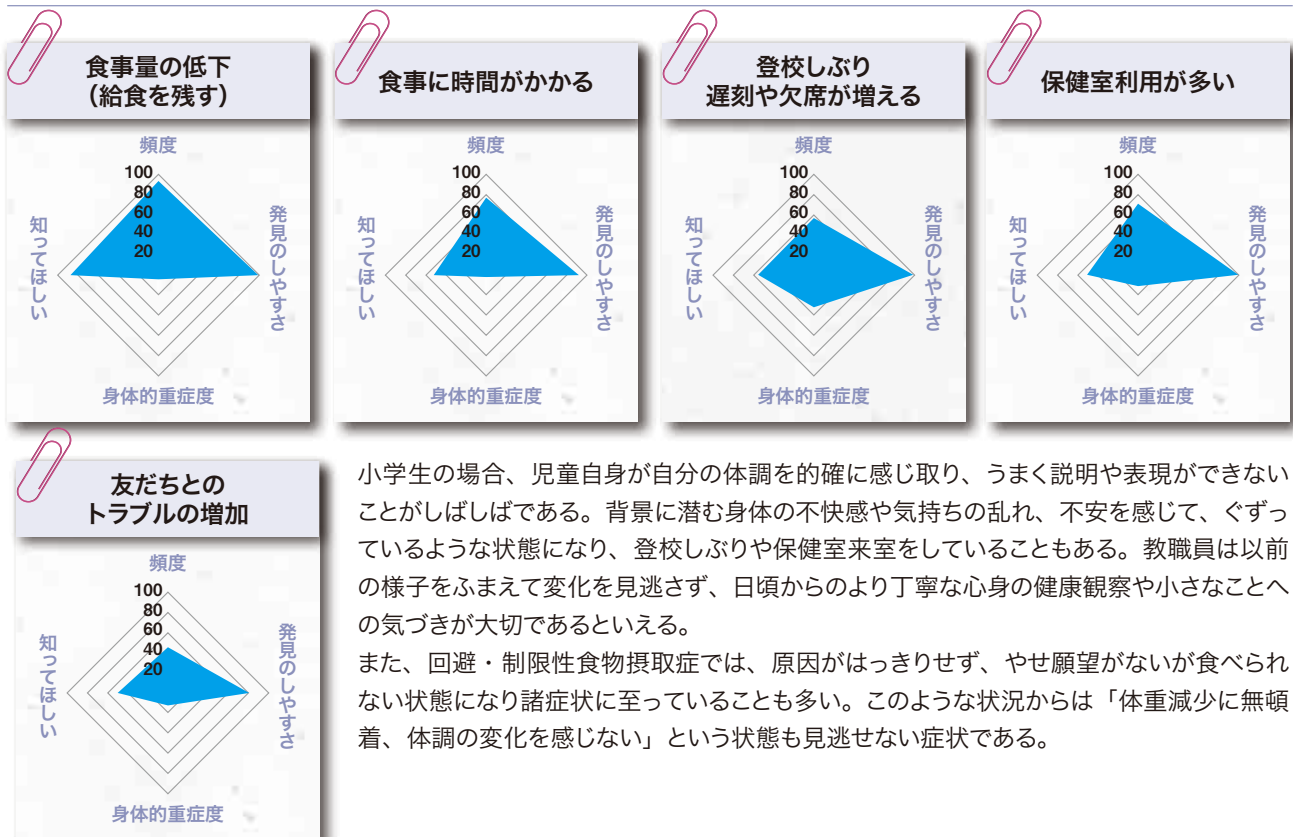 食事量の低下
（給食を残す）
頻度
100
80
60
40
20
知ってほしい
発見のしやすさ
身体的重症度
食事に時間がかかる
頻度
100
80
60
40
20
知ってほしい
発見のしやすさ
身体的重症度
登校しぶり
遅刻や欠席が増える
頻度
100
80
60
40
20
知ってほしい
発見のしやすさ
身体的重症度
保健室利用が多い
頻度
100
80
60
40
20
知ってほしい
発見のしやすさ
身体的重症度
友だちとの
トラブルの増加
頻度
100
80
60
40
20
知ってほしい
発見のしやすさ
身体的重症度
小学生の場合、児童自身が自分の体調を的確に感じ取り、うまく説明や表現ができない
ことがしばしばである。背景に潜む身体の不快感や気持ちの乱れ、不安を感じて、ぐずっ
ているような状態になり、登校しぶりや保健室来室をしていることもある。教職員は以前
の様子をふまえて変化を見逃さず、日頃からのより丁寧な心身の健康観察や小さなことへ
の気づきが大切であるといえる。
また、回避・制限性食物摂取症では、原因がはっきりせず、やせ願望がないが食べられ
ない状態になり諸症状に至っていることも多い。このような状況からは「体重減少に無頓
着、体調の変化を感じない」という状態も見逃せない症状である。